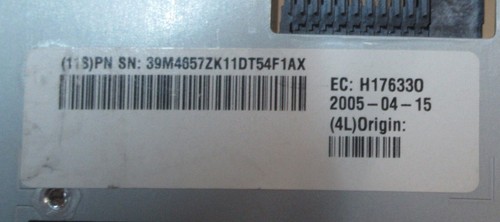 (11S)PN SN: 39M4657ZK11DT54F1AX
EC: H176330
2005-04-15
(4L)Origin: